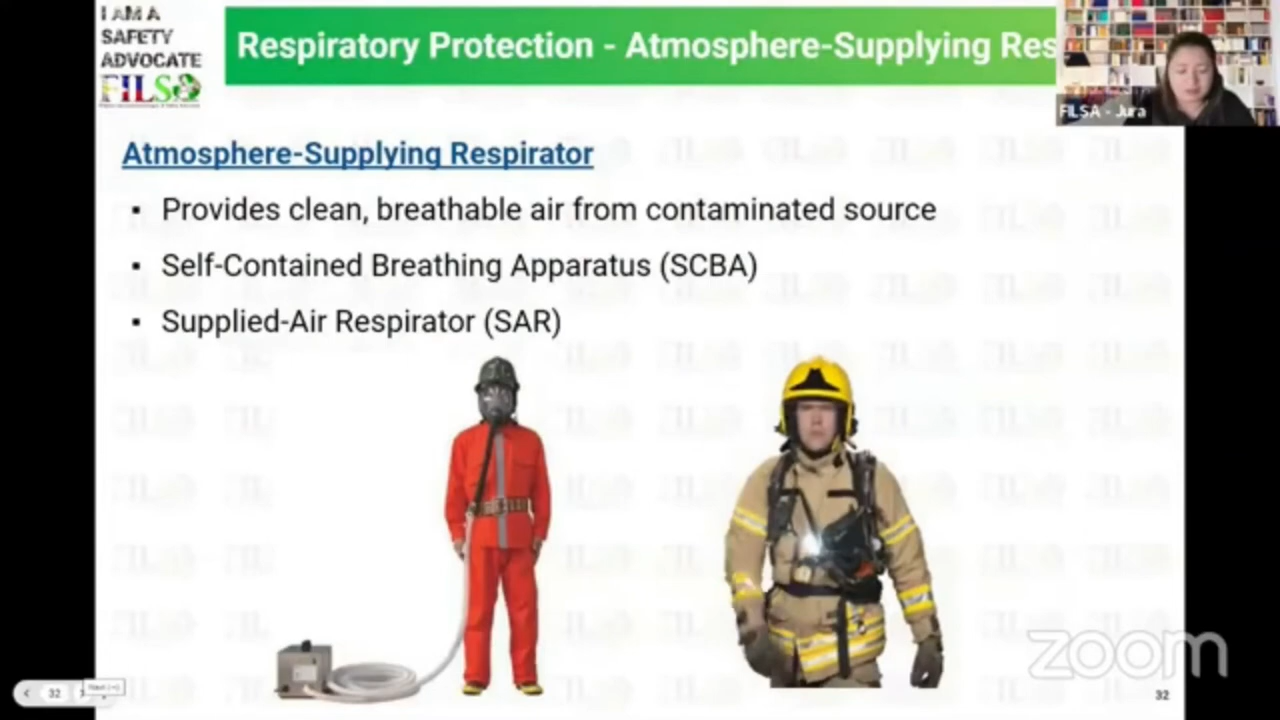 I AM A
SAFETY
ADVOCATE
FILSA
Respiratory Protection - Atmosphere-Supplying Res
FILSA - Jura
Atmosphere-Supplying Respirator
▪ Provides clean, breathable air from contaminated source
▪ Self-Contained Breathing Apparatus (SCBA)
▪ Supplied-Air Respirator (SAR)
zoom
32
32